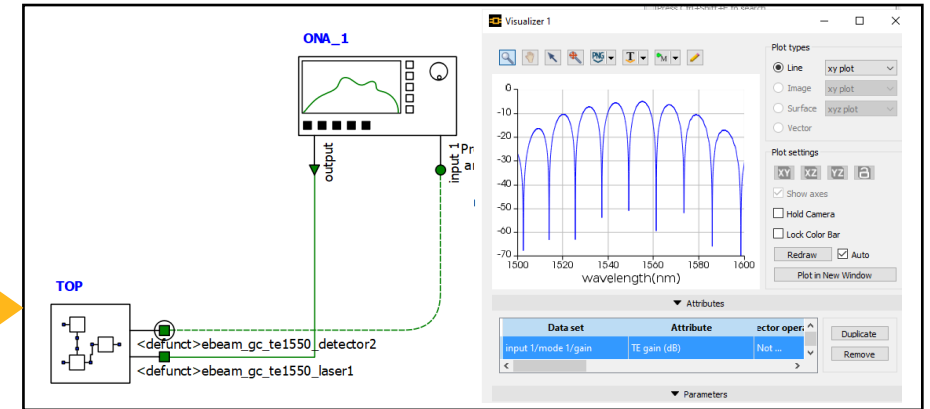 ONA_1
output
input 1
Pr
ar
TOP
<defunct>ebeam_gc_te1550_detector2
<defunct>ebeam_gc_te1550_laser1
Visualizer 1
PNG
T
M
0
-10
-20
-30
-40
-50
-60
-70
1500
1520
1540
1560
1580
1600
wavelength(nm)
Plot types
Line
xy plot
Image
xy plot
Surface
xyz plot
Vector
Plot settings
XY
XZ
YZ
Show axes
Hold Camera
Lock Color Bar
Redraw
Auto
Plot in New Window
Attributes
Data set
Attribute
ector opera
input 1/mode 1/gain
TE gain (dB)
Not ...
Duplicate
Remove
Parameters